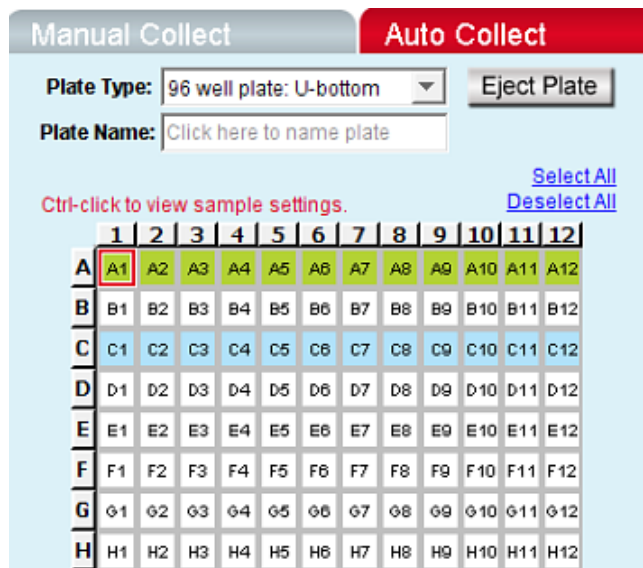 Manual Collect Auto Collect
Plate Type: 96 well plate: U-bottom Eject Plate
Plate Name: Click here to name plate
Select All
Ctrl-click to view sample settings. Deselect All
1 2 3 4 5 6 7 8 9 10 11 12
A A1 A2 A3 A4 A5 A6 A7 A8 A9 A10 A11 A12
B B1 B2 B3 B4 B5 B6 B7 B8 B9 B10 B11 B12
C C1 C2 C3 C4 C5 C6 C7 C8 C9 C10 C11 C12
D D1 D2 D3 D4 D5 D6 D7 D8 D9 D10 D11 D12
E E1 E2 E3 E4 E5 E6 E7 E8 E9 E10 E11 E12
F F1 F2 F3 F4 F5 F6 F7 F8 F9 F10 F11 F12
G G1 G2 G3 G4 G5 G6 G7 G8 G9 G10 G11 G12
H H1 H2 H3 H4 H5 H6 H7 H8 H9 H10 H11 H12